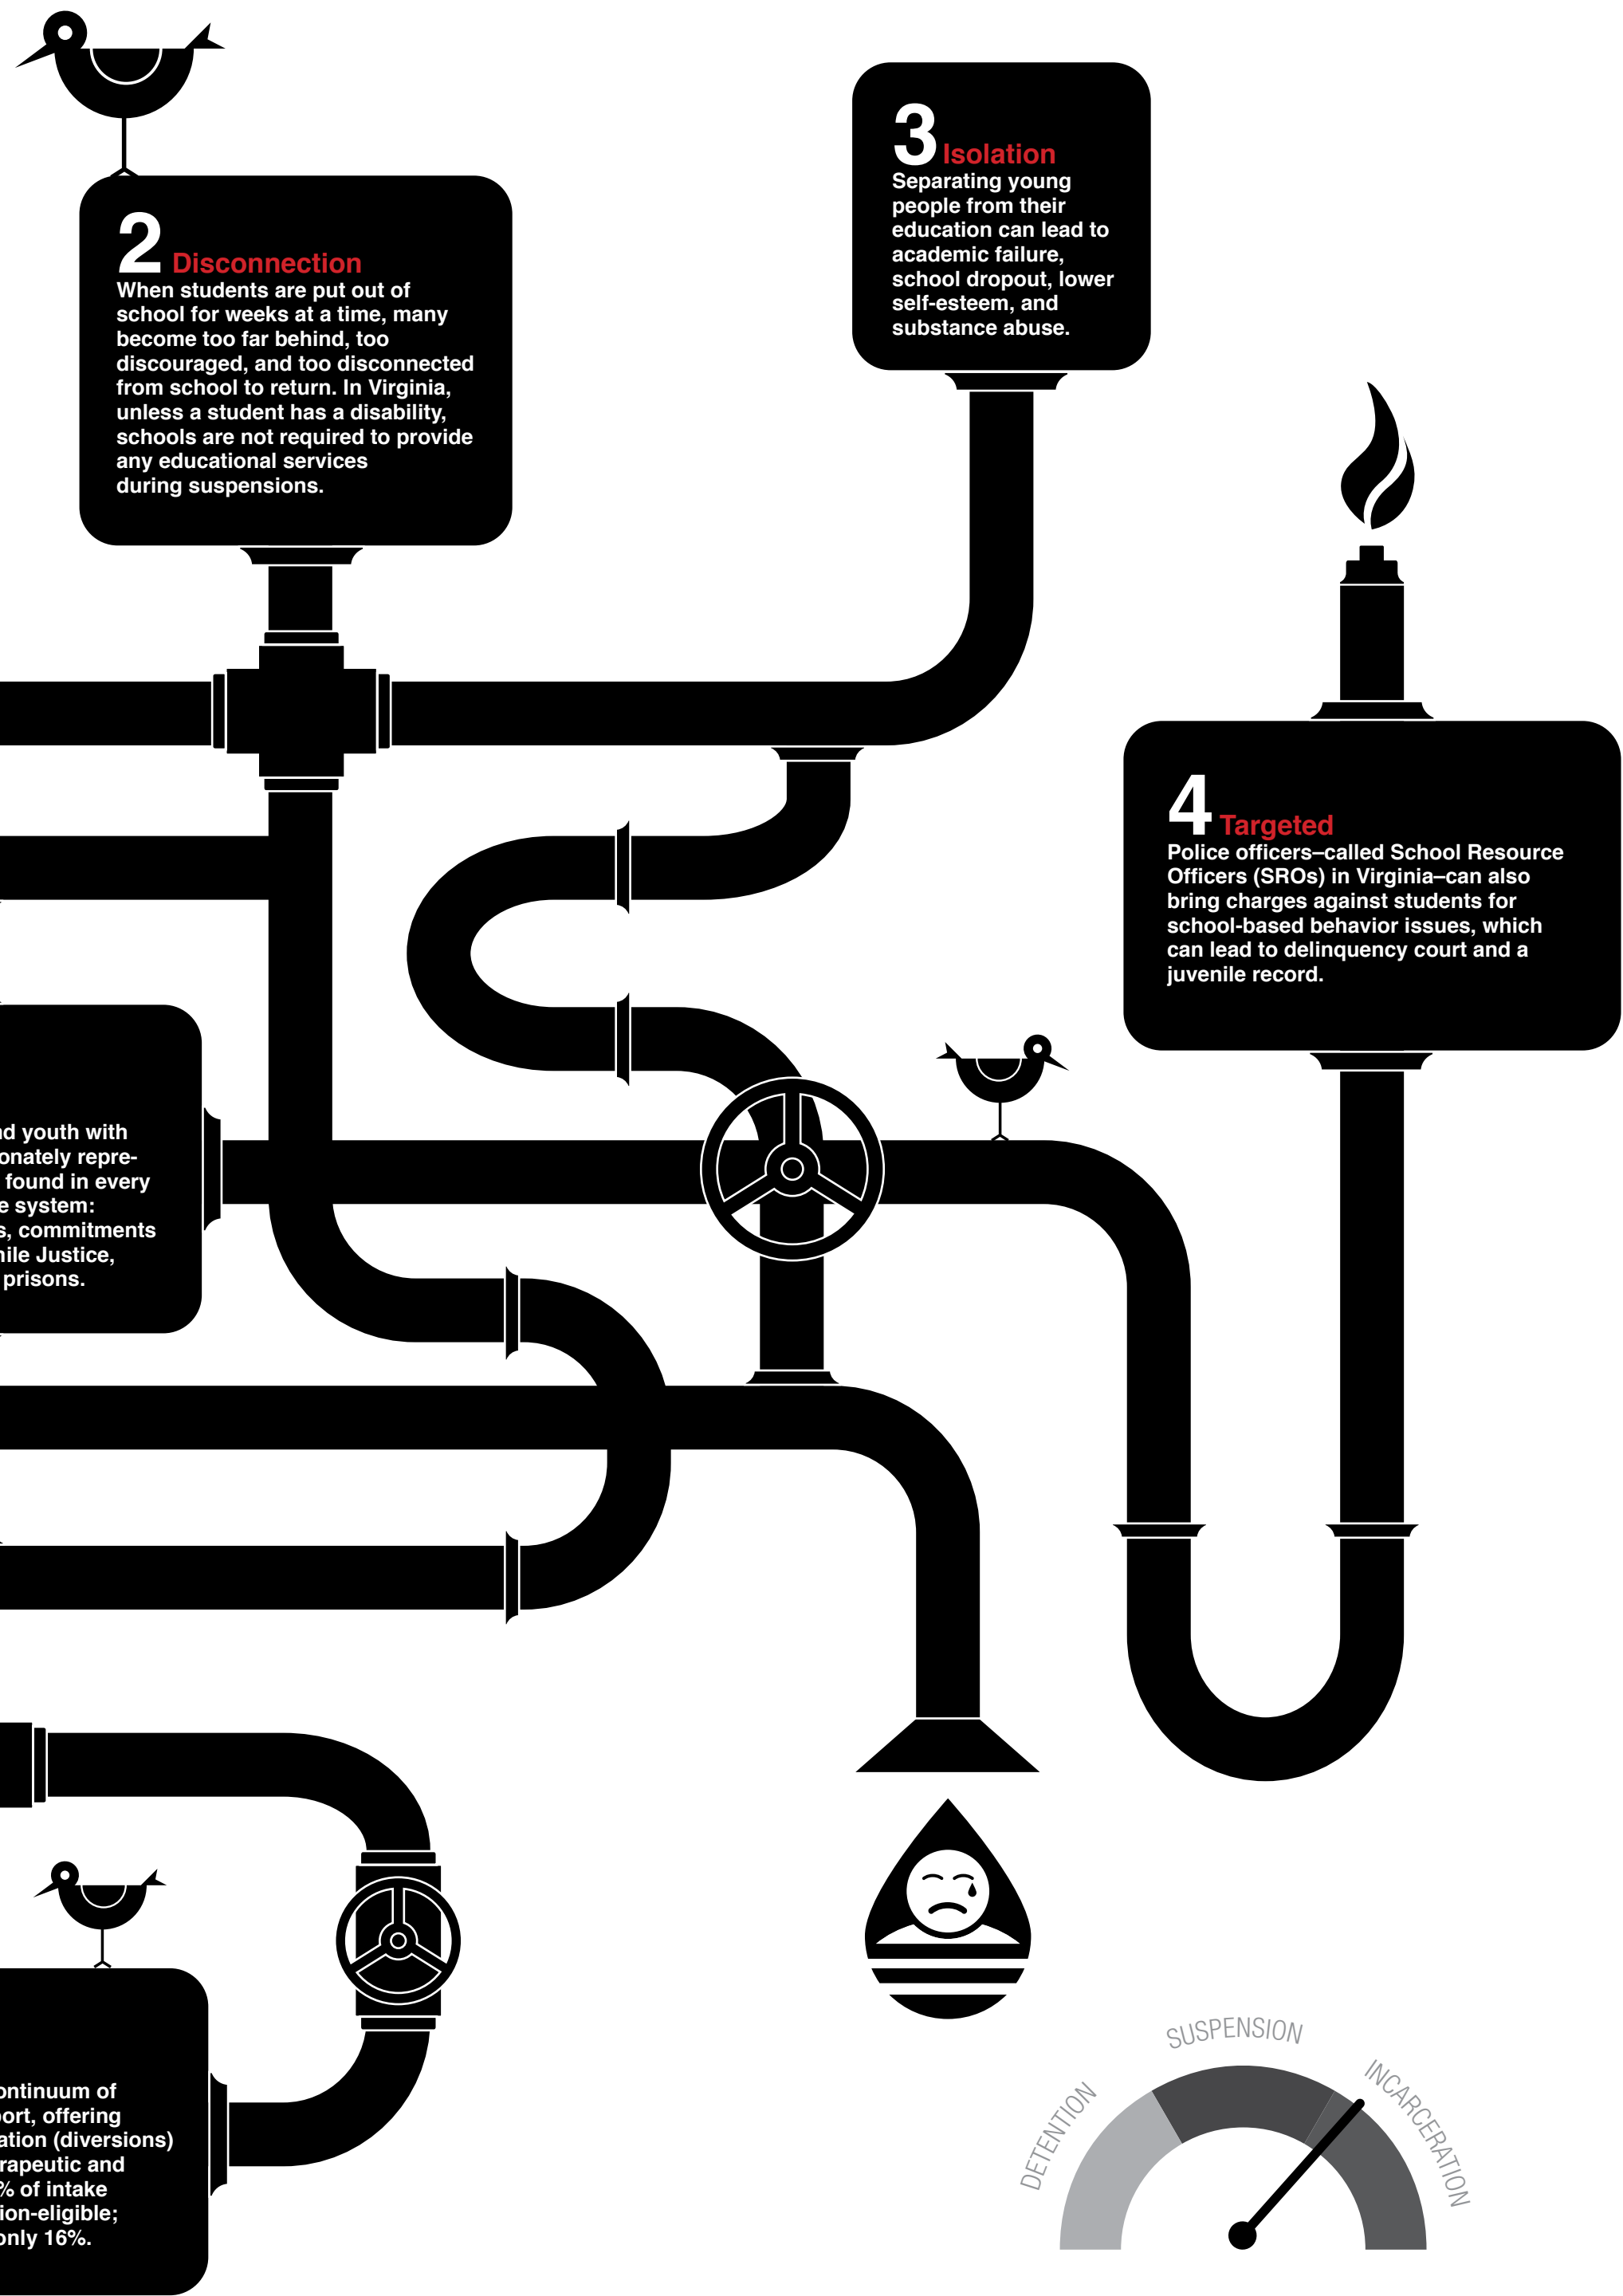 2 Disconnection
When students are put out of
school for weeks at a time, many
become too far behind, too
discouraged, and too disconnected
from school to return. In Virginia,
unless a student has a disability,
schools are not required to provide
any educational services
during suspensions.
3 Isolation
Separating young
people from their
education can lead to
academic failure,
school dropout, lower
self-esteem, and
substance abuse.
4 Targeted
Police officers–called School Resource
Officers (SROs) in Virginia–can also
bring charges against students for
school-based behavior issues, which
can lead to delinquency court and a
juvenile record.
youth with
onately repre-
found in every
e system:
s, commitments
ile Justice,
prisons.
ontinuum of
ort, offering
ation (diversions)
rapeutic and
% of intake
ion-eligible;
only 16%.
DETENTION
SUSPENSION
INCARCERATION